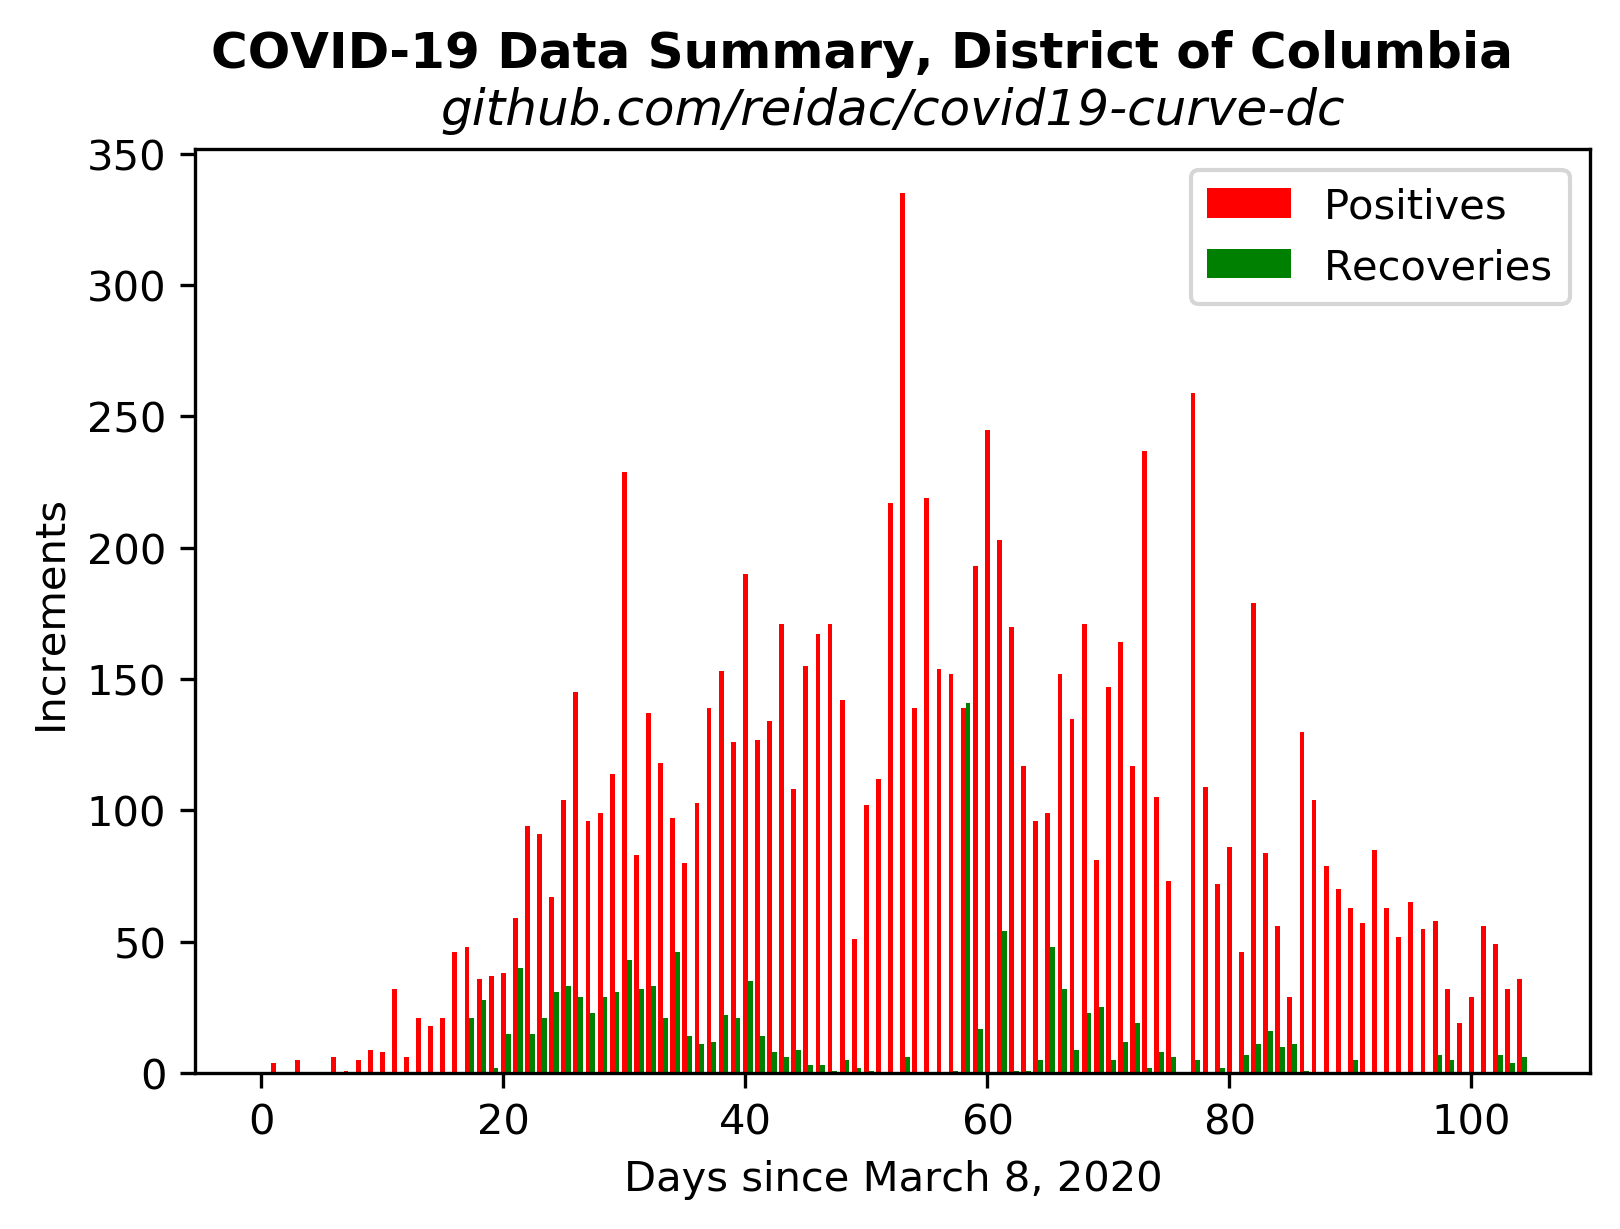 COVID-19 Data Summary, District of Columbia
github.com/reidac/covid19-curve-dc
350
300
250
200
150
100
50
0
Increments
Positives
Recoveries
0 20 40 60 80 100
Days since March 8, 2020